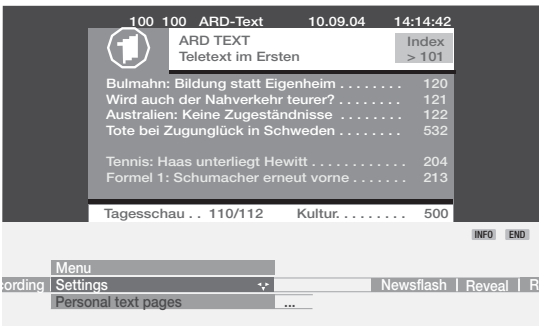 100 100 ARD-Text 10.09.04 14:14:42
1
ARD TEXT Index
Teletext im Ersten > 101
Bulmahn: Bildung statt Eigenheim . . . . . . . . 120
Wird auch der Nahverkehr teurer? . . . . . . . . 121
Australien: Keine Zugeständnisse . . . . . . . . 122
Tote bei Zugunglück in Schweden . . . . . . . . 532
Tennis: Haas unterliegt Hewitt . . . . . . . . . . . . 204
Formel 1: Schumacher erneut vorne . . . . . . . 213
Tagesschau . . 110/112 Kultur. . . . . . . . . 500
INFO END
Menu
cording Settings Newsflash | Reveal | R
Personal text pages ...